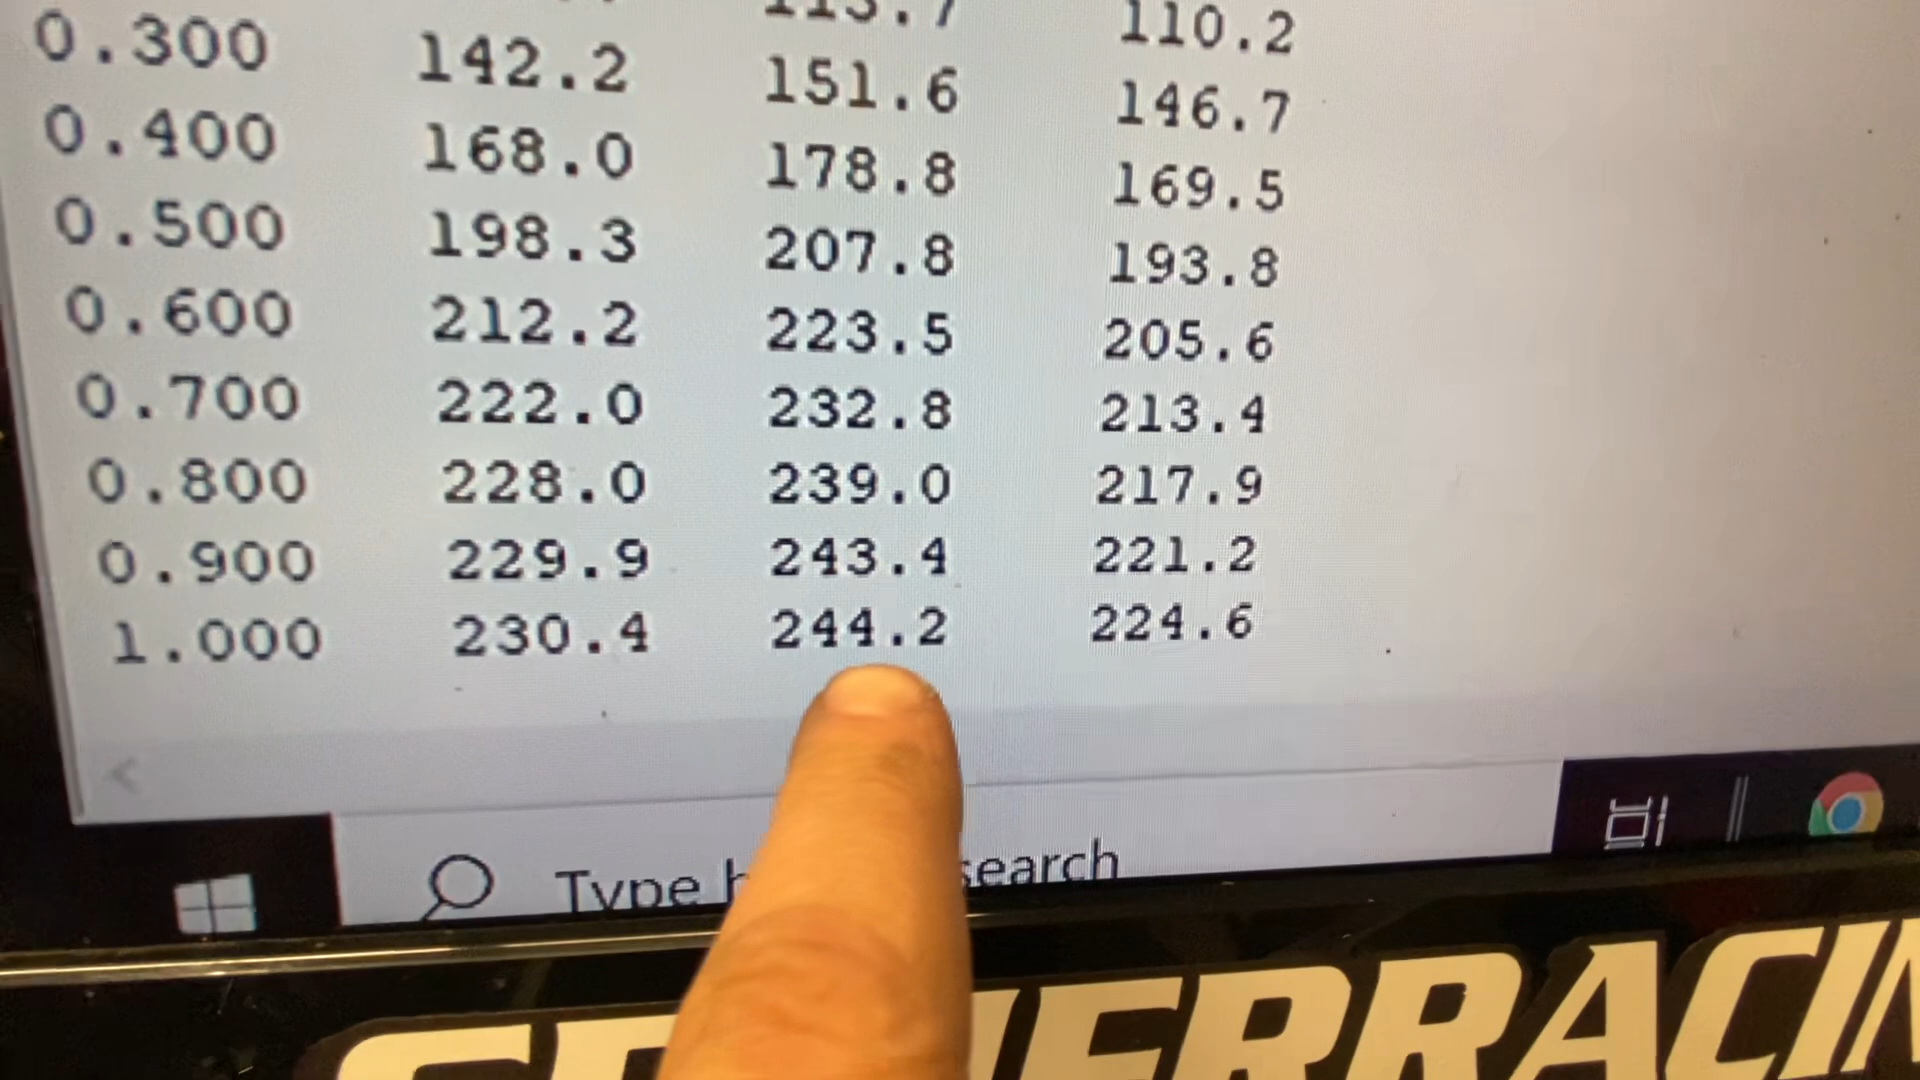 110.2
0.300 142.2 151.6 146.7
0.400 168.0 178.8 169.5
0.500 198.3 207.8 193.8
0.600 212.2 223.5 205.6
0.700 222.0 232.8 213.4
0.800 228.0 239.0 217.9
0.900 229.9 243.4 221.2
1.000 230.4 244.2 224.6
Type search